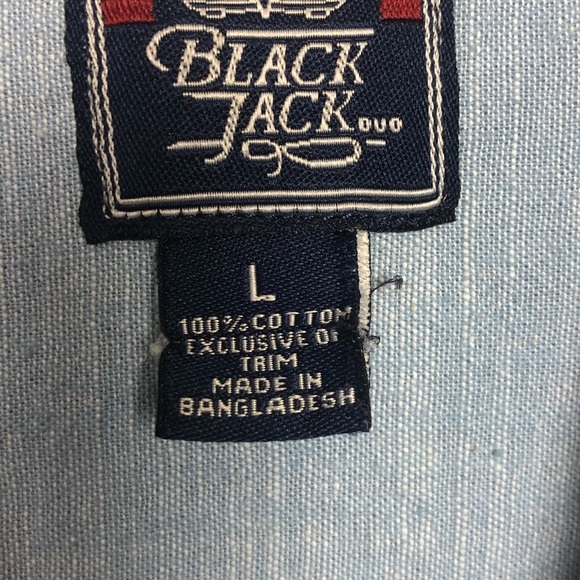 BLACK
JACK DUO
L
100% COTTON
EXCLUSIVE OF
TRIM
MADE IN
BANGLADESH